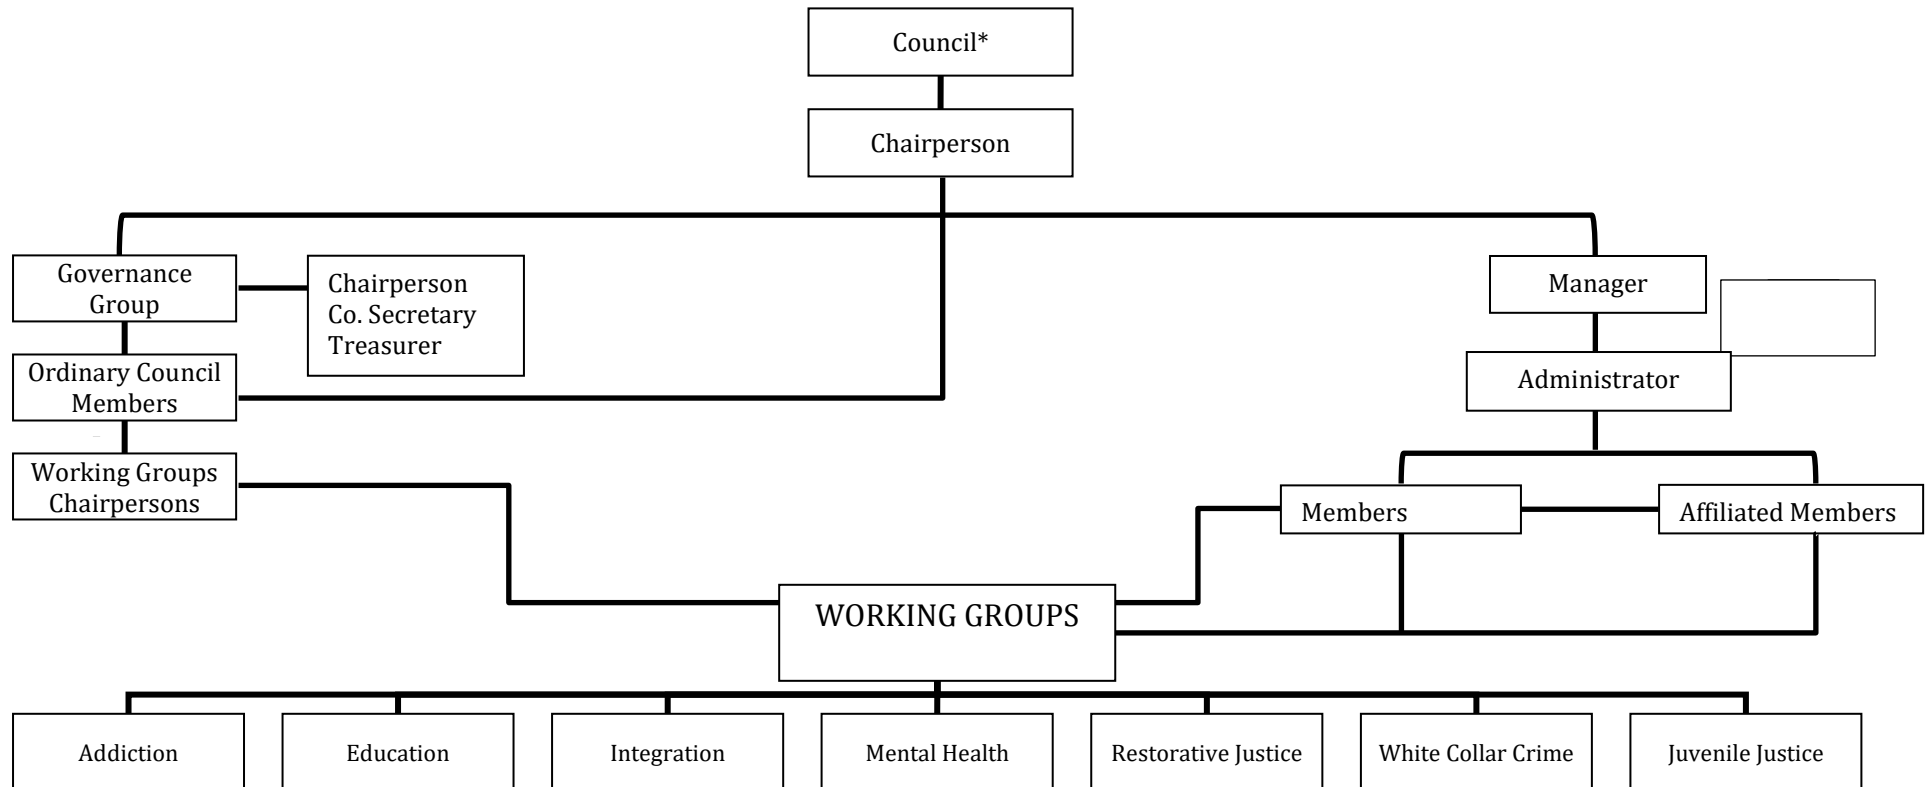 Council*
Chairperson
Governance
Group
Chairperson
Co. Secretary
Treasurer
Manager
Ordinary Council
Members
Administrator
Working Groups
Chairpersons
Members
Affiliated Members
WORKING GROUPS
Addiction
Education
Integration
Mental Health
Restorative Justice
White Collar Crime
Juvenile Justice